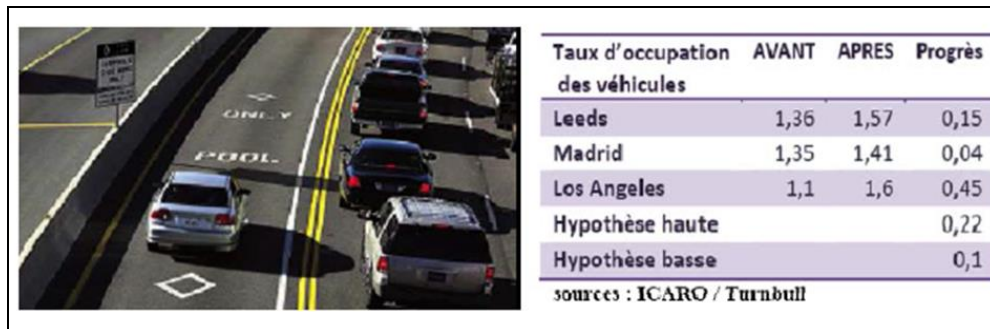 ONLY
POOL
Taux d'occupation des véhicules AVANT APRES Progrès
Leeds 1,36 1,57 0,15
Madrid 1,35 1,41 0,04
Los Angeles 1,1 1,6 0,45
Hypothèse haute 0,22
Hypothèse basse 0,1
sources : ICARO / Turnbull